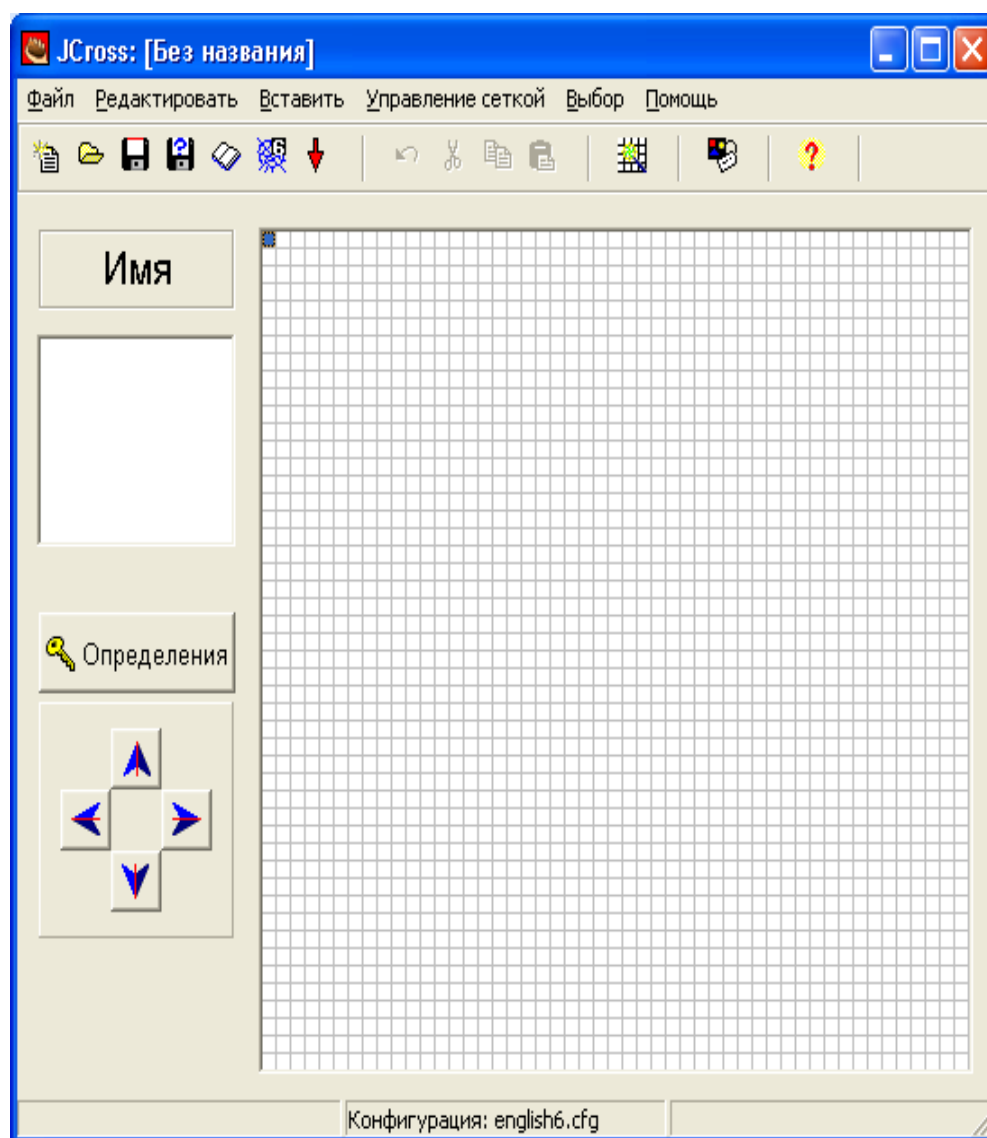 JCross: [Без названия]
Файл Редактировать Вставить Управление сеткой Выбор Помощь
Имя
Определения
Конфигурация: english6.cfg